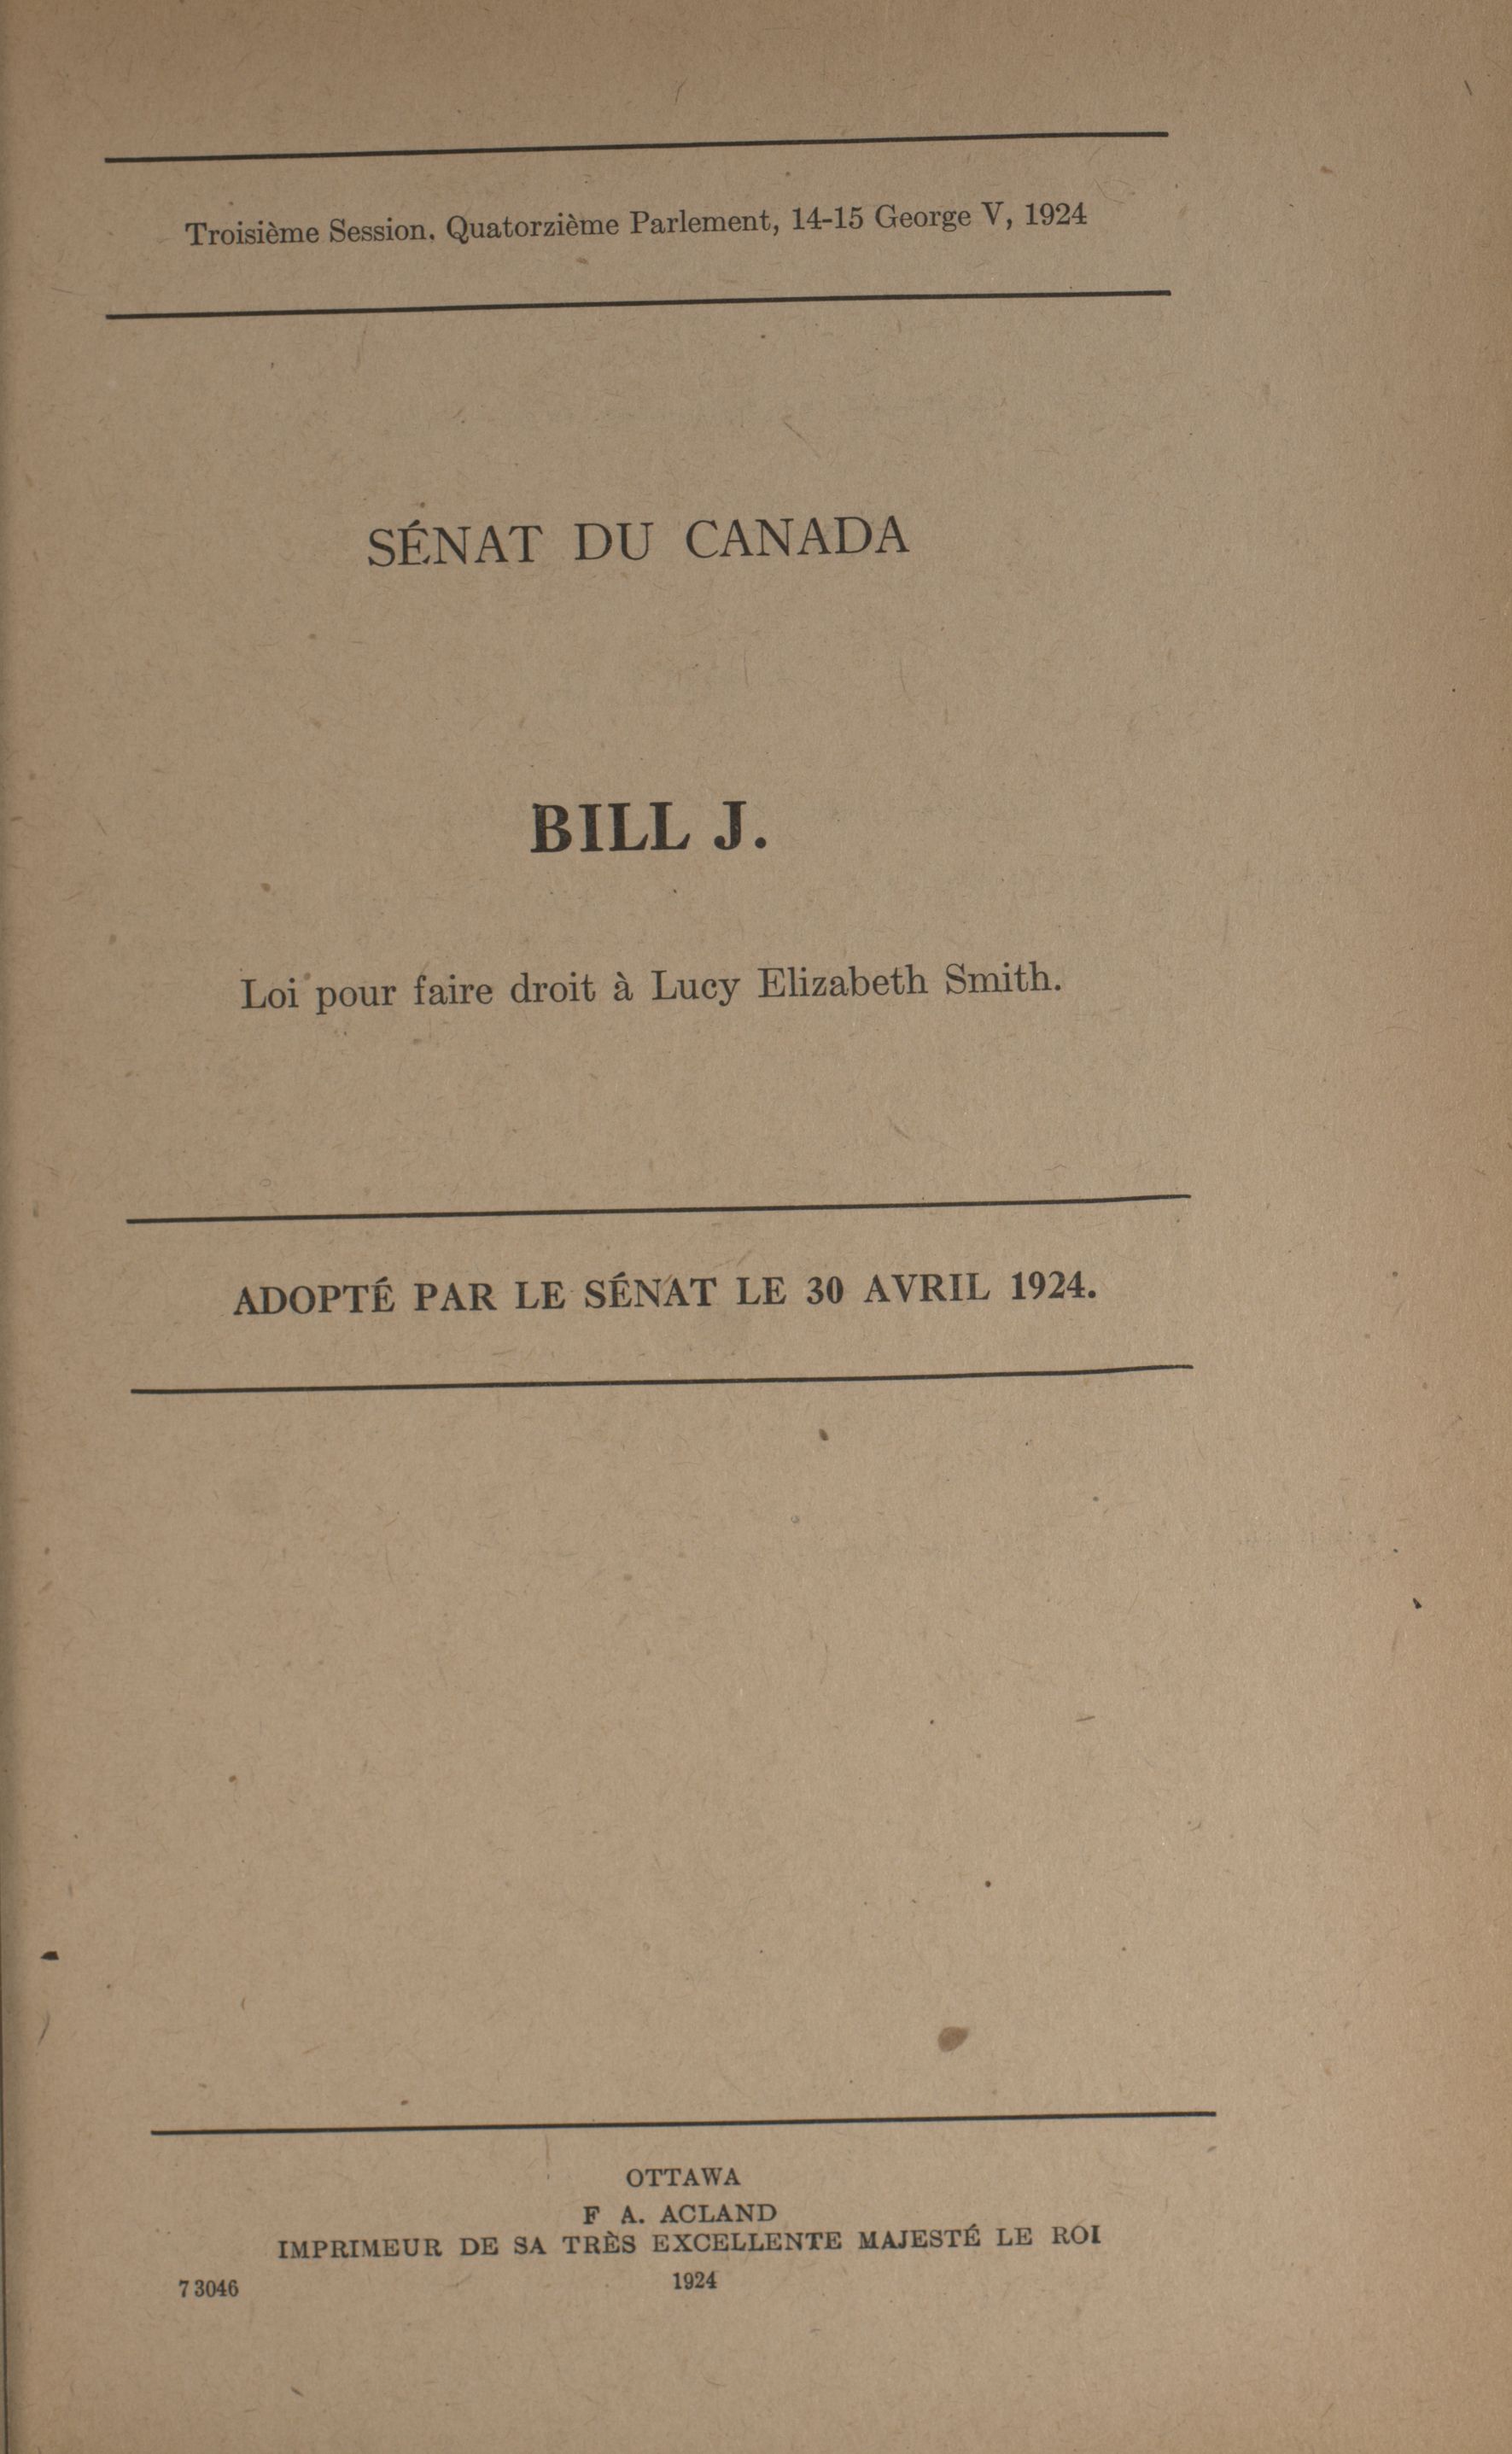 Troisième Session. Quatorzième Parlement, 14-15 George V, 1924
SÉNAT DU CANADA
BILL J.
Loi pour faire droit à Lucy Elizabeth Smith.
ADOPTÉ PAR LE SÉNAT LE 30 AVRIL 1924.
OTTAWA
F A. ACLAND
IMPRIMEUR DE SA TRÈS EXCELLENTE MAJESTÉ LE ROI
73046 1924